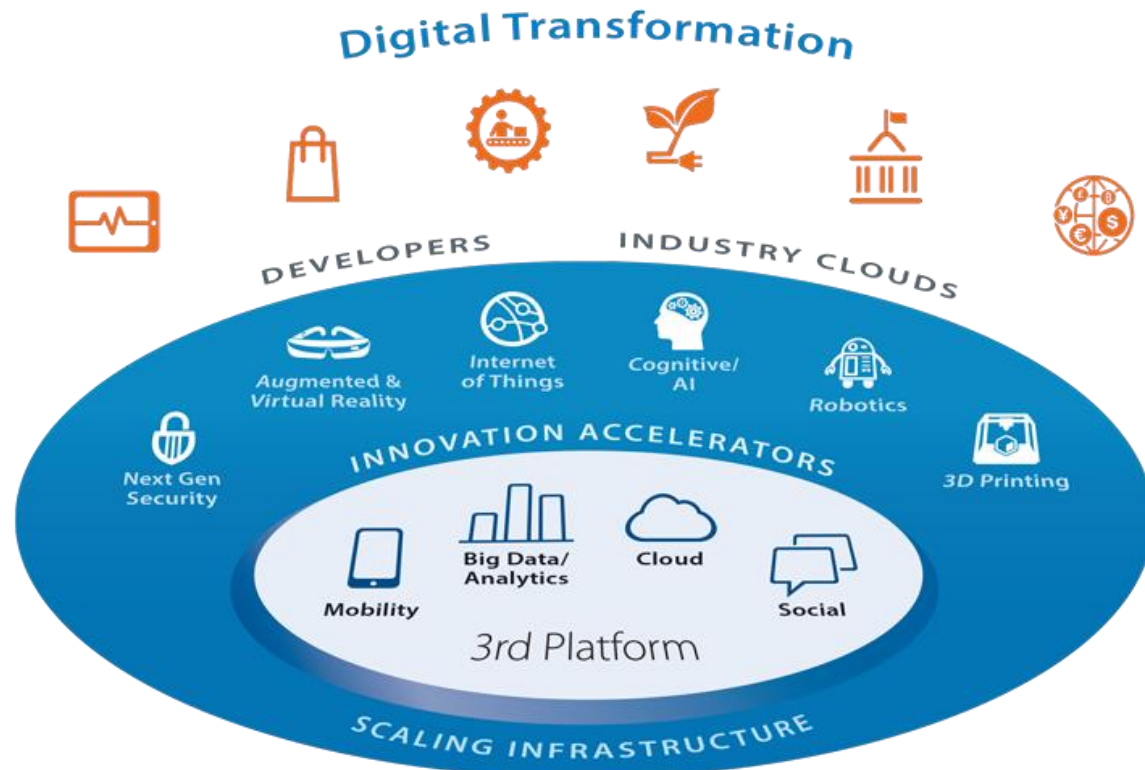 Digital Transformation
DEVELOPERS
INDUSTRY CLOUDS
Internet
of Things
Cognitive/
AI
Augmented &
Virtual Reality
Robotics
Next Gen
Security
3D Printing
INNOVATION ACCELERATORS
Mobility
Big Data/
Analytics
Cloud
Social
3rd Platform
SCALING INFRASTRUCTURE